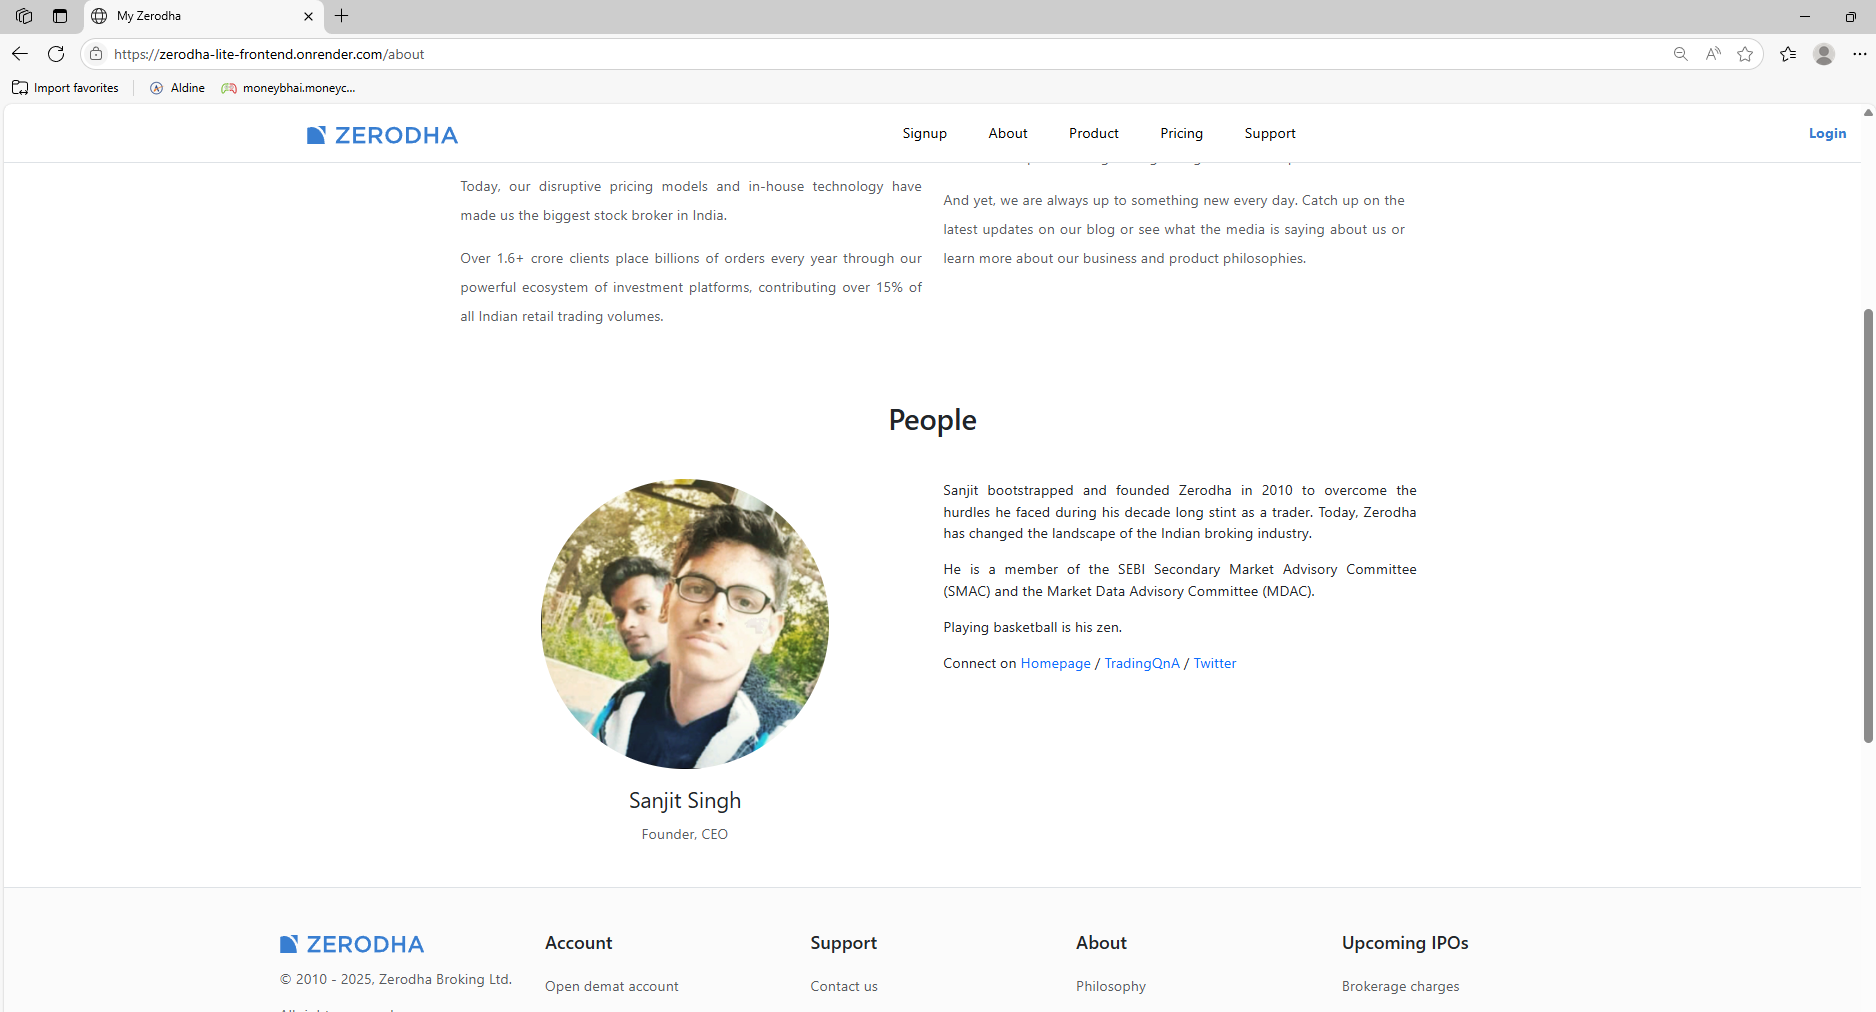 My Zerodha
https://zerodha-lite-frontend.onrender.com/about
Import favorites
Aldine
moneybhai.moneyc...
ZERODHA
Signup
About
Product
Pricing
Support
Login
Today, our disruptive pricing models and in-house technology have
made us the biggest stock broker in India.
Over 1.6+ crore clients place billions of orders every year through our
powerful ecosystem of investment platforms, contributing over 15% of
all Indian retail trading volumes.
And yet, we are always up to something new every day. Catch up on the
latest updates on our blog or see what the media is saying about us or
learn more about our business and product philosophies.
People
Sanjit Singh
Founder, CEO
Sanjit bootstrapped and founded Zerodha in 2010 to overcome the
hurdles he faced during his decade long stint as a trader. Today, Zerodha
has changed the landscape of the Indian broking industry.
He is a member of the SEBI Secondary Market Advisory Committee
(SMAC) and the Market Data Advisory Committee (MDAC).
Playing basketball is his zen.
Connect on Homepage / TradingQnA / Twitter
ZERODHA
© 2010 - 2025, Zerodha Broking Ltd.
Account
Open demat account
Support
Contact us
About
Philosophy
Upcoming IPOs
Brokerage charges